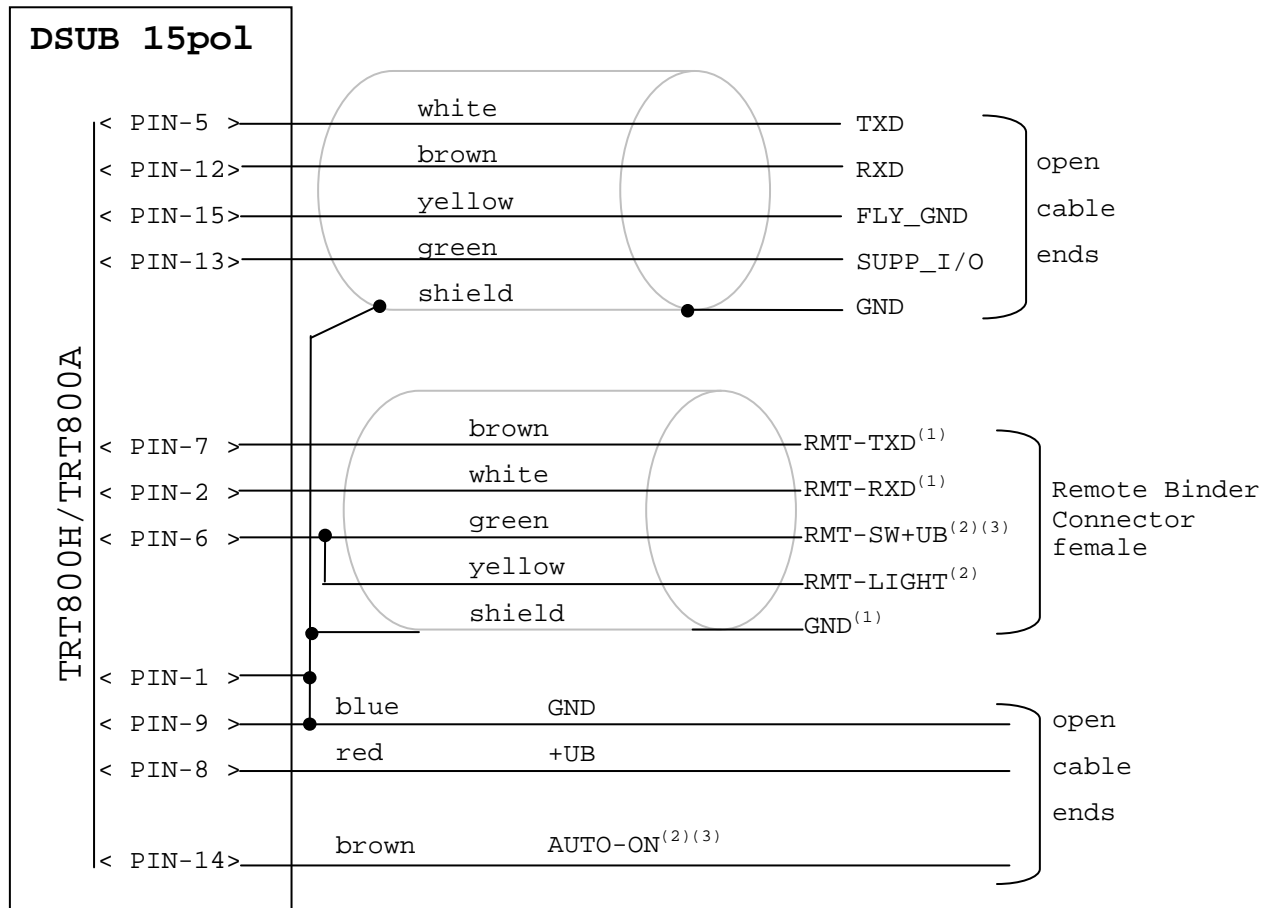 DSUB 15pol
TRT800H/TRT800A
< PIN-5 > white TXD
< PIN-12> brown RXD
< PIN-15> yellow FLY_GND
< PIN-13> green SUPP_I/O
shield GND
open
cable
ends
< PIN-7 > brown RMT-TXD(1)
< PIN-2 > white RMT-RXD(1)
< PIN-6 > green RMT-SW+UB(2)(3)
yellow RMT-LIGHT(2)
shield GND(1)
Remote Binder
Connector
female
< PIN-1 >
< PIN-9 > blue GND
< PIN-8 > red +UB
< PIN-14> brown AUTO-ON(2)(3)
open
cable
ends